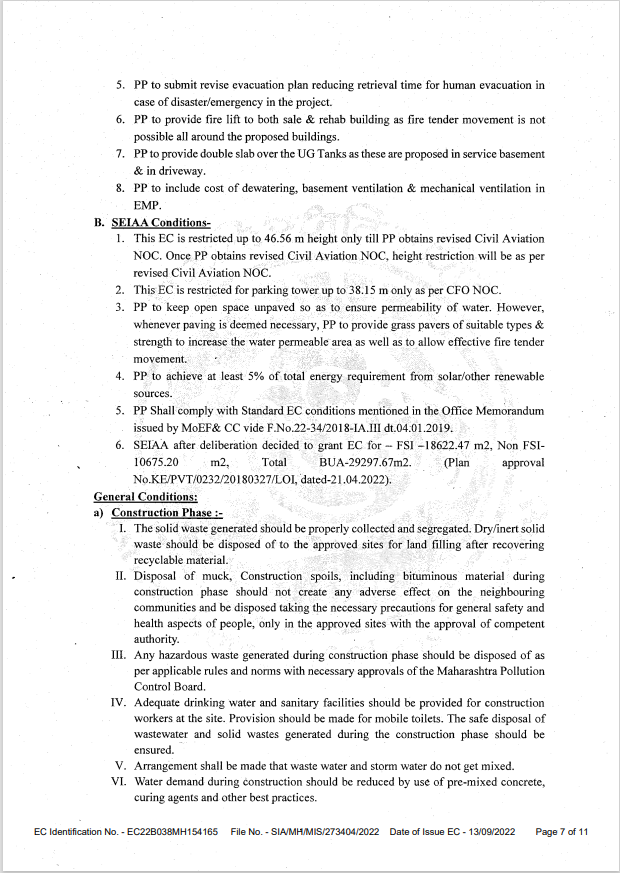 5. PP to submit revise evacuation plan reducing retrieval time for human evacuation in
case of disaster/emergency in the project.
6. PP to provide fire lift to both sale & rehab building as fire tender movement is not
possible all around the proposed buildings.
7. PP to provide double slab over the UG Tanks as these are proposed in service basement
& in driveway.
8. PP to include cost of dewatering, basement ventilation & mechanical ventilation in
EMP.
B. SEIAA Conditions-
1. This EC is restricted up to 46.56 m height only till PP obtains revised Civil Aviation
NOC. Once PP obtains revised Civil Aviation NOC, height restriction will be as per
revised Civil Aviation NOC.
2. This EC is restricted for parking tower up to 38.15 m only as per CFO NOC.
3. PP to keep open space unpaved so as to ensure permeability of water. However,
whenever paving is deemed necessary, PP to provide grass pavers of suitable types &
strength to increase the water permeable area as well as to allow effective fire tender
movement.
4. PP to achieve at least 5% of total energy requirement from solar/other renewable
sources.
5. PP Shall comply with Standard EC conditions mentioned in the Office Memorandum
issued by MoEF& CC vide F.No.22-34/2018-IA.III dt.04.01.2019.
6. SEIAA after deliberation decided to grant EC for – FSI –18622.47 m2, Non FSI-
10675.20 m2, Total BUA-29297.67m2. (Plan approval
No.KE/PVT/0232/20180327/LOI, dated-21.04.2022).
General Conditions:
a) Construction Phase :-
I. The solid waste generated should be properly collected and segregated. Dry/inert solid
waste should be disposed of to the approved sites for land filling after recovering
recyclable material.
II. Disposal of muck, Construction spoils, including bituminous material during
construction phase should not create any adverse effect on the neighbouring
communities and be disposed taking the necessary precautions for general safety and
health aspects of people, only in the approved sites with the approval of competent
authority.
III. Any hazardous waste generated during construction phase should be disposed of as
per applicable rules and norms with necessary approvals of the Maharashtra Pollution
Control Board.
IV. Adequate drinking water and sanitary facilities should be provided for construction
workers at the site. Provision should be made for mobile toilets. The safe disposal of
wastewater and solid wastes generated during the construction phase should be
ensured.
V. Arrangement shall be made that waste water and storm water do not get mixed.
VI. Water demand during construction should be reduced by use of pre-mixed concrete,
curing agents and other best practices.
EC Identification No. - EC22B038MH154165 File No. - SIA/MH/MIS/273404/2022 Date of Issue EC - 13/09/2022 Page 7 of 11